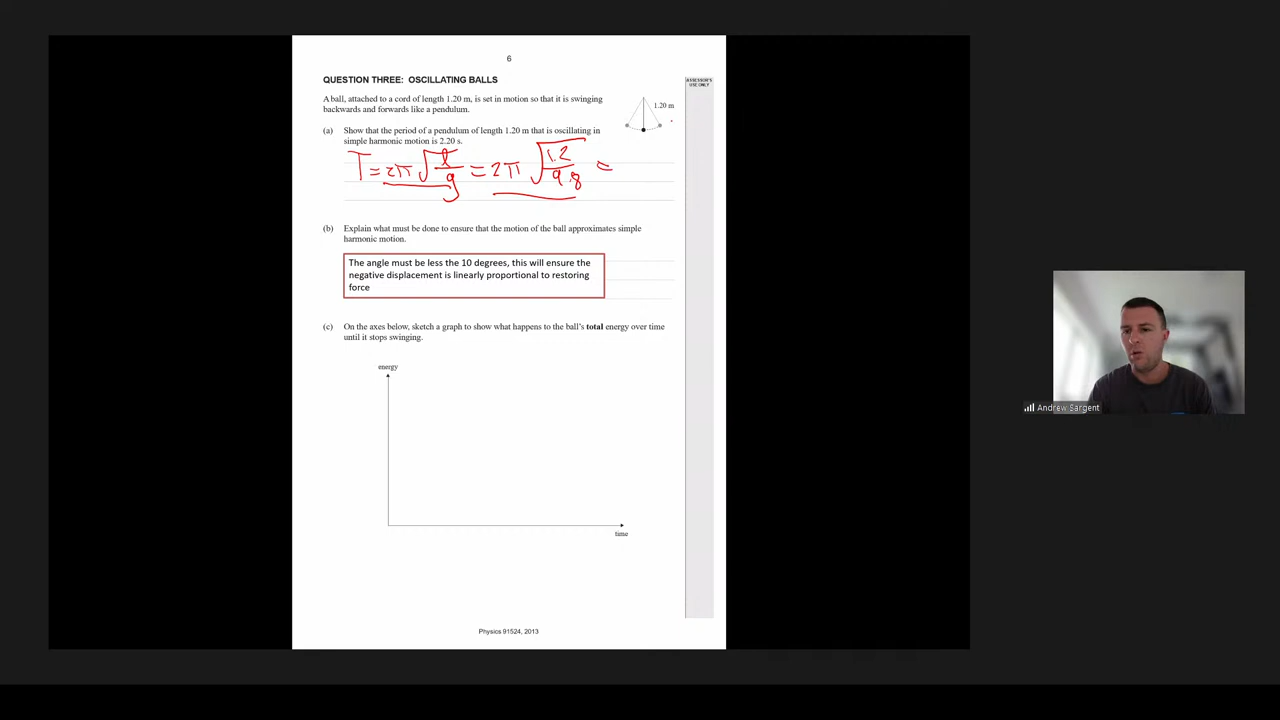 6
QUESTION THREE: OSCILLATING BALLS
ASSESSOR'S
USE ONLY
A ball, attached to a cord of length 1.20 m, is set in motion so that it is swinging
backwards and forwards like a pendulum.
1.20 m
(a) Show that the period of a pendulum of length 1.20 m that is oscillating in
simple harmonic motion is 2.20 s.
T = 2π √(l/g) = 2π √(1.2/9.8) =
(b) Explain what must be done to ensure that the motion of the ball approximates simple
harmonic motion.
The angle must be less the 10 degrees, this will ensure the
negative displacement is linearly proportional to restoring
force
(c) On the axes below, sketch a graph to show what happens to the ball's total energy over time
until it stops swinging.
energy
time
Physics 91524, 2013
Andrew Sargent